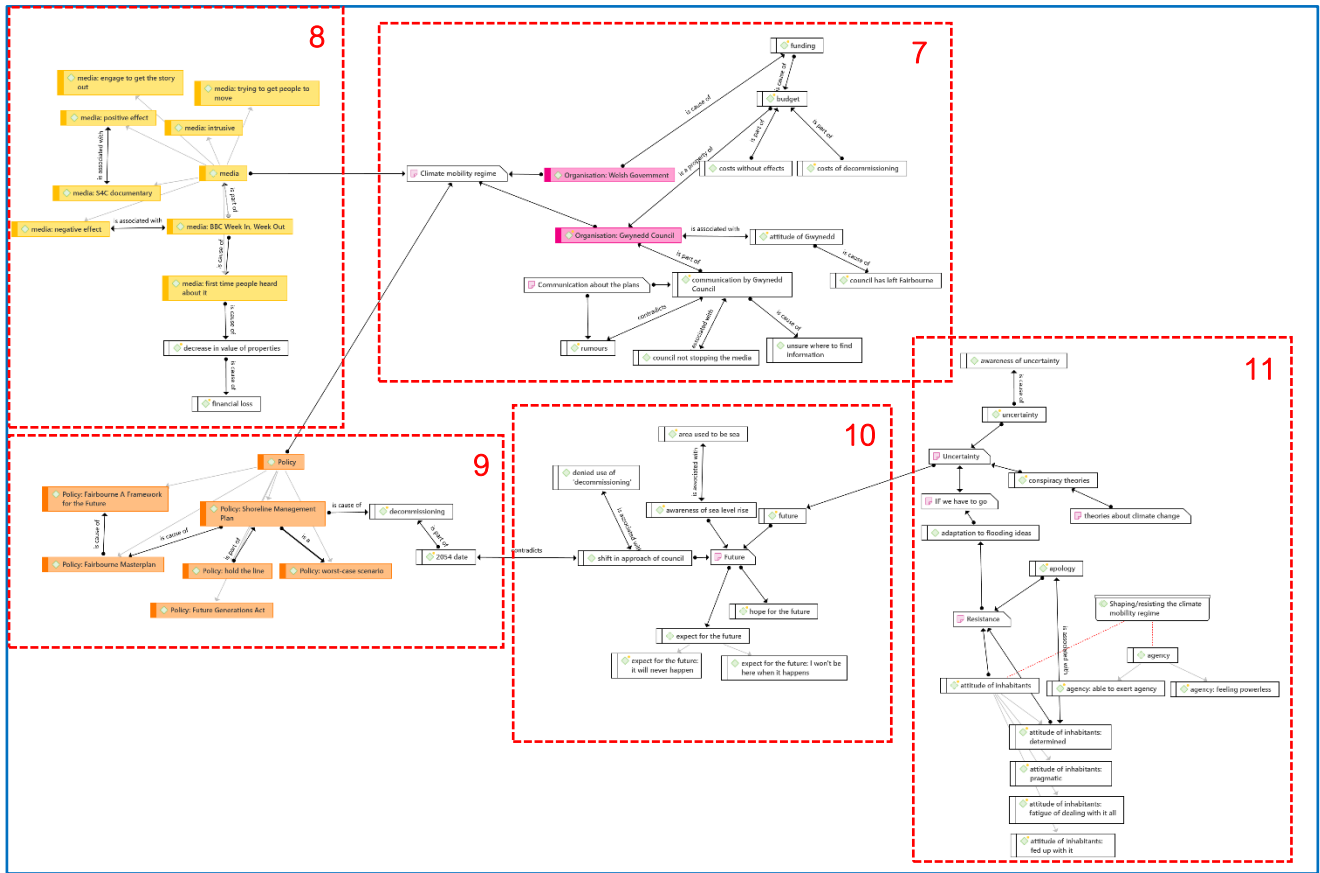 8
media: engage to get the story
out
media: trying to get people to
move
media: positive effect
media: intrusive
is associated with
media
media: S4C documentary
is part of
media: negative effect
is associated with
media: BBC Week In, Week Out
is cause of
media: first time people heard
about it
is cause of
decrease in value of properties
is cause of
financial loss
7
funding
is cause of
is cause of
budget
is part of
is part of
is a property of
costs without effects
costs of decommissioning
Climate mobility regime
Organisation: Welsh Government
Organisation: Gwynedd Council
is associated with
attitude of Gwynedd
is part of
is cause of
council has left Fairbourne
Communication about the plans
communication by Gwynedd
Council
contradicts
associated with
is cause of
rumours
council not stopping the media
unsure where to find
information
9
Policy
Policy: Fairbourne A Framework
for the Future
Policy: Shoreline Management
Plan
is cause of
decommissioning
is cause of
is cause of
is part of
is a
is part of
Policy: Fairbourne Masterplan
Policy: hold the line
Policy: worst-case scenario
2054 date
contradicts
Policy: Future Generations Act
10
area used to be sea
denied use of
'decommissioning'
is associated with
awareness of sea level rise
future
is associated with
shift in approach of council
Future
hope for the future
expect for the future
expect for the future:
it will never happen
expect for the future: I won't be
here when it happens
11
awareness of uncertainty
is cause of
uncertainty
Uncertainty
conspiracy theories
IF we have to go
theories about climate change
adaptation to flooding ideas
apology
Shaping/resisting the climate
mobility regime
Resistance
is associated with
agency
attitude of inhabitants
agency: able to exert agency
agency: feeling powerless
attitude of inhabitants:
determined
attitude of inhabitants:
pragmatic
attitude of inhabitants:
fatigue of dealing with it all
attitude of inhabitants:
fed up with it